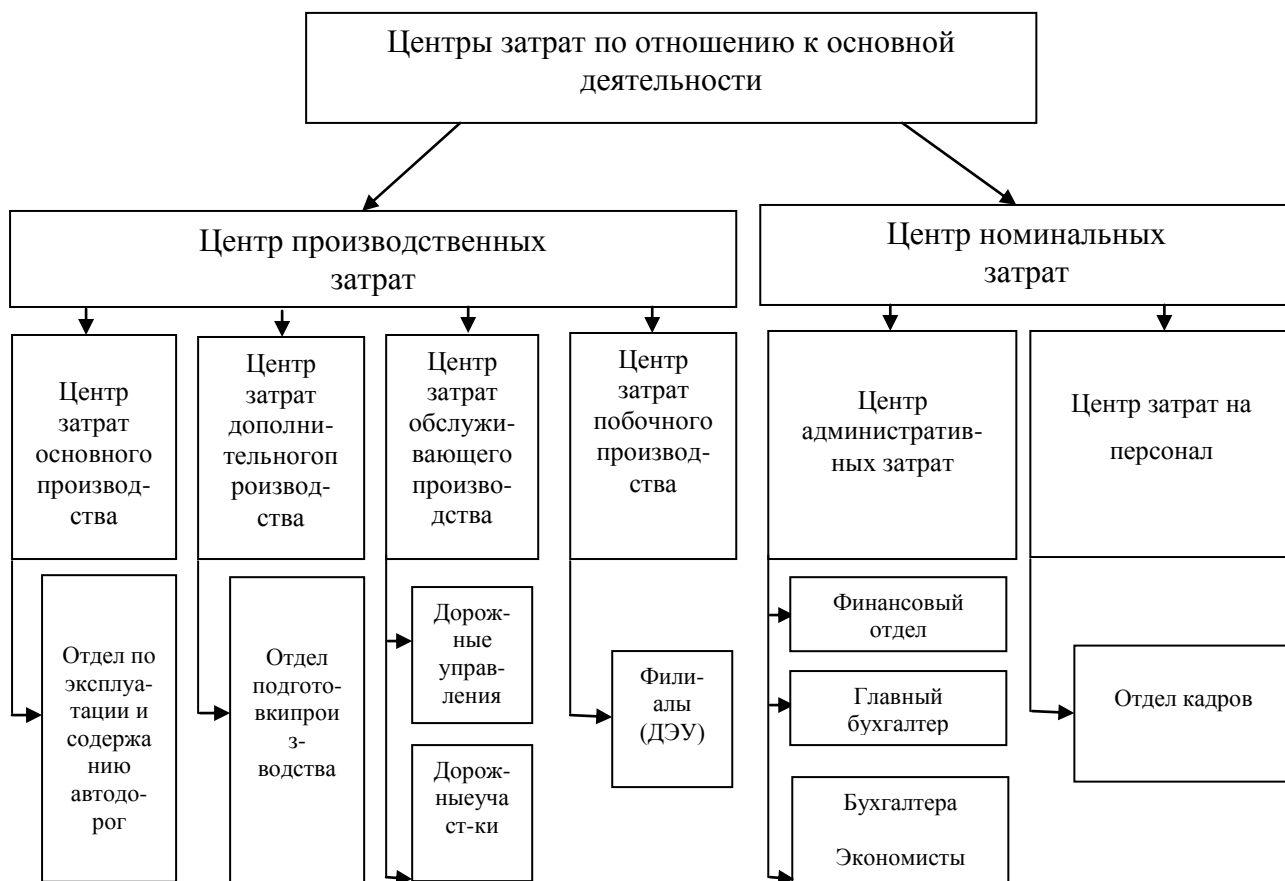 Центры затрат по отношению к основной
деятельности
Центр производственных
затрат
Центр номинальных
затрат
Центр
затрат
основного
производ-
ства
Центр
затрат
дополни-
тельногоп
роизвод-
ства
Центр
затрат
обслужи-
вающего
произво-
дства
Центр
затрат
побочного
производ-
ства
Центр
административ-
ных затрат
Центр затрат на
персонал
Отдел по
эксплуа-
тации и
содержа
нию
автодо-
рог
Отдел
подгото-
вкипроиз
з-
водства
Дорож-
ные
управ-
ления
Дорож-
ныеуча
ст-ки
Фили-
алы
(ДЭУ)
Финансовый
отдел
Главный
бухгалтер
Бухгалтера
Экономисты
Отдел кадров